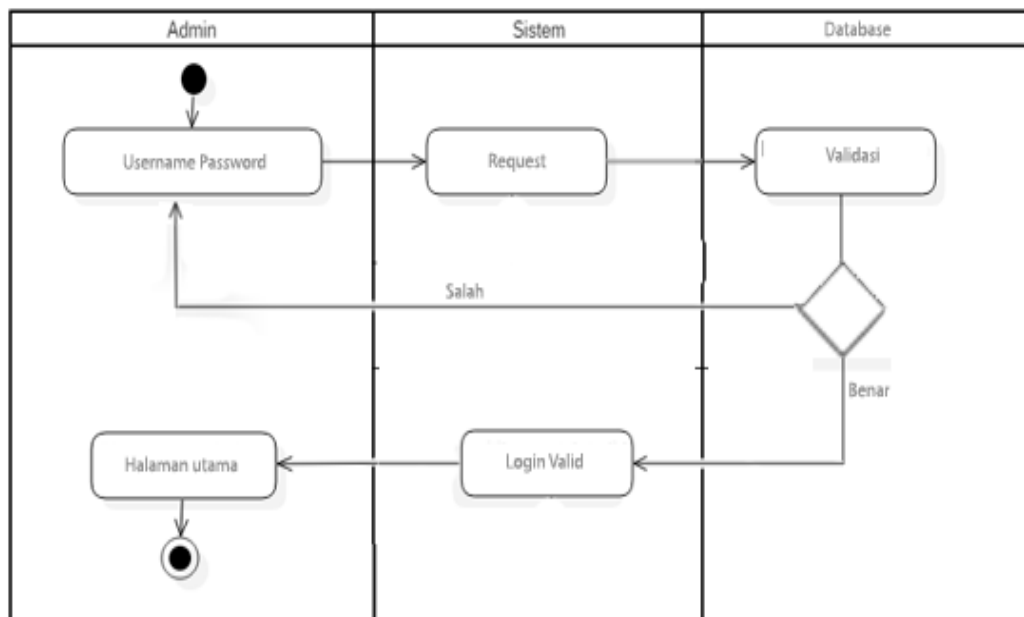 Admin
Sistem
Database
Username Password
Request
Validasi
Salah
Benar
Halaman utama
Login Valid